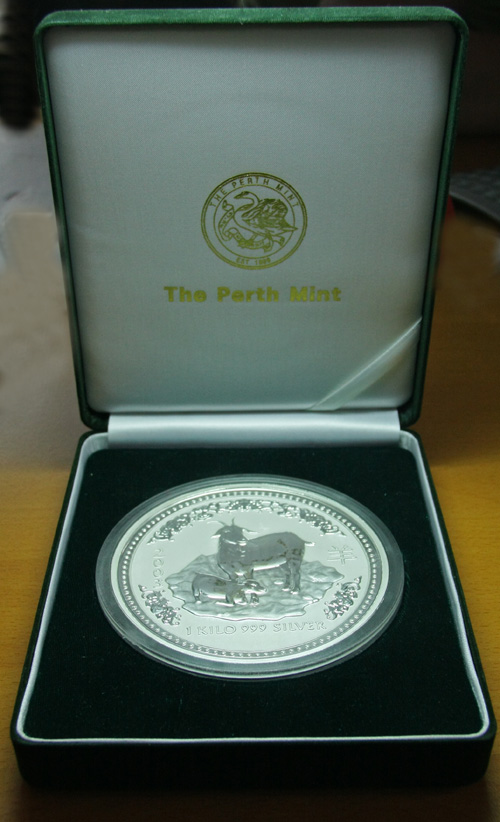 THE PERTH MINT
EST 1899
The Perth Mint
2003
羊
1 KILO 999 SILVER